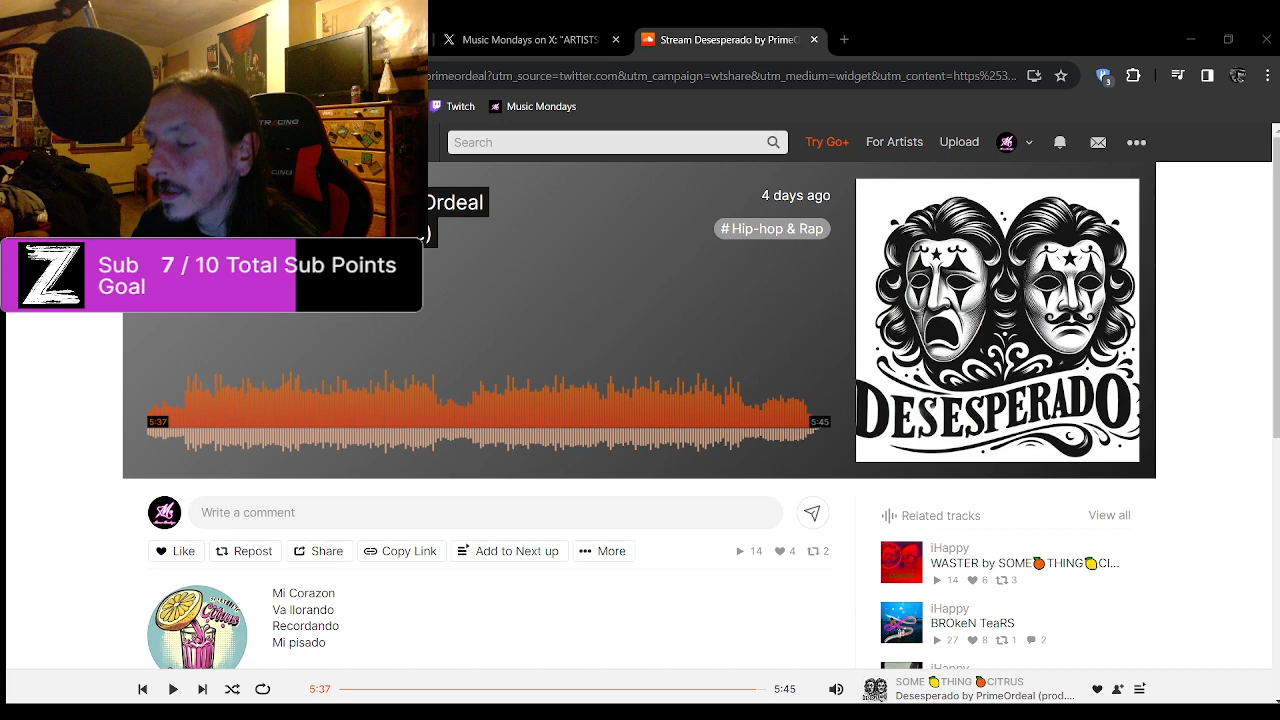 Music Mondays on X: "ARTISTS
Stream Desesperado by PrimeO
primeordeal?utm_source=twitter.com&utm_campaign=wtshare&utm_medium=widget&utm_content=https%253...
3
Twitch
Music Mondays
Search
Try Go+
For Artists
Upload
TRACING
CING
Ordeal
)
4 days ago
# Hip-hop & Rap
Z
Sub Goal
7 / 10 Total Sub Points
5:37
5:45
DESESPERADO
Write a comment
Like
Repost
Share
Copy Link
Add to Next up
More
14
4
2
Related tracks
View all
iHappy
WASTER by SOME🍊THING🍋CI...
14 6 3
iHappy
BROkeN TeaRS
27 8 1 2
iHappy
Mi Corazon
Va llorando
Recordando
Mi pisado
Citrus
5:37
5:45
SOME 🍋THING 🍊CITRUS
Desesperado by PrimeOrdeal (prod....